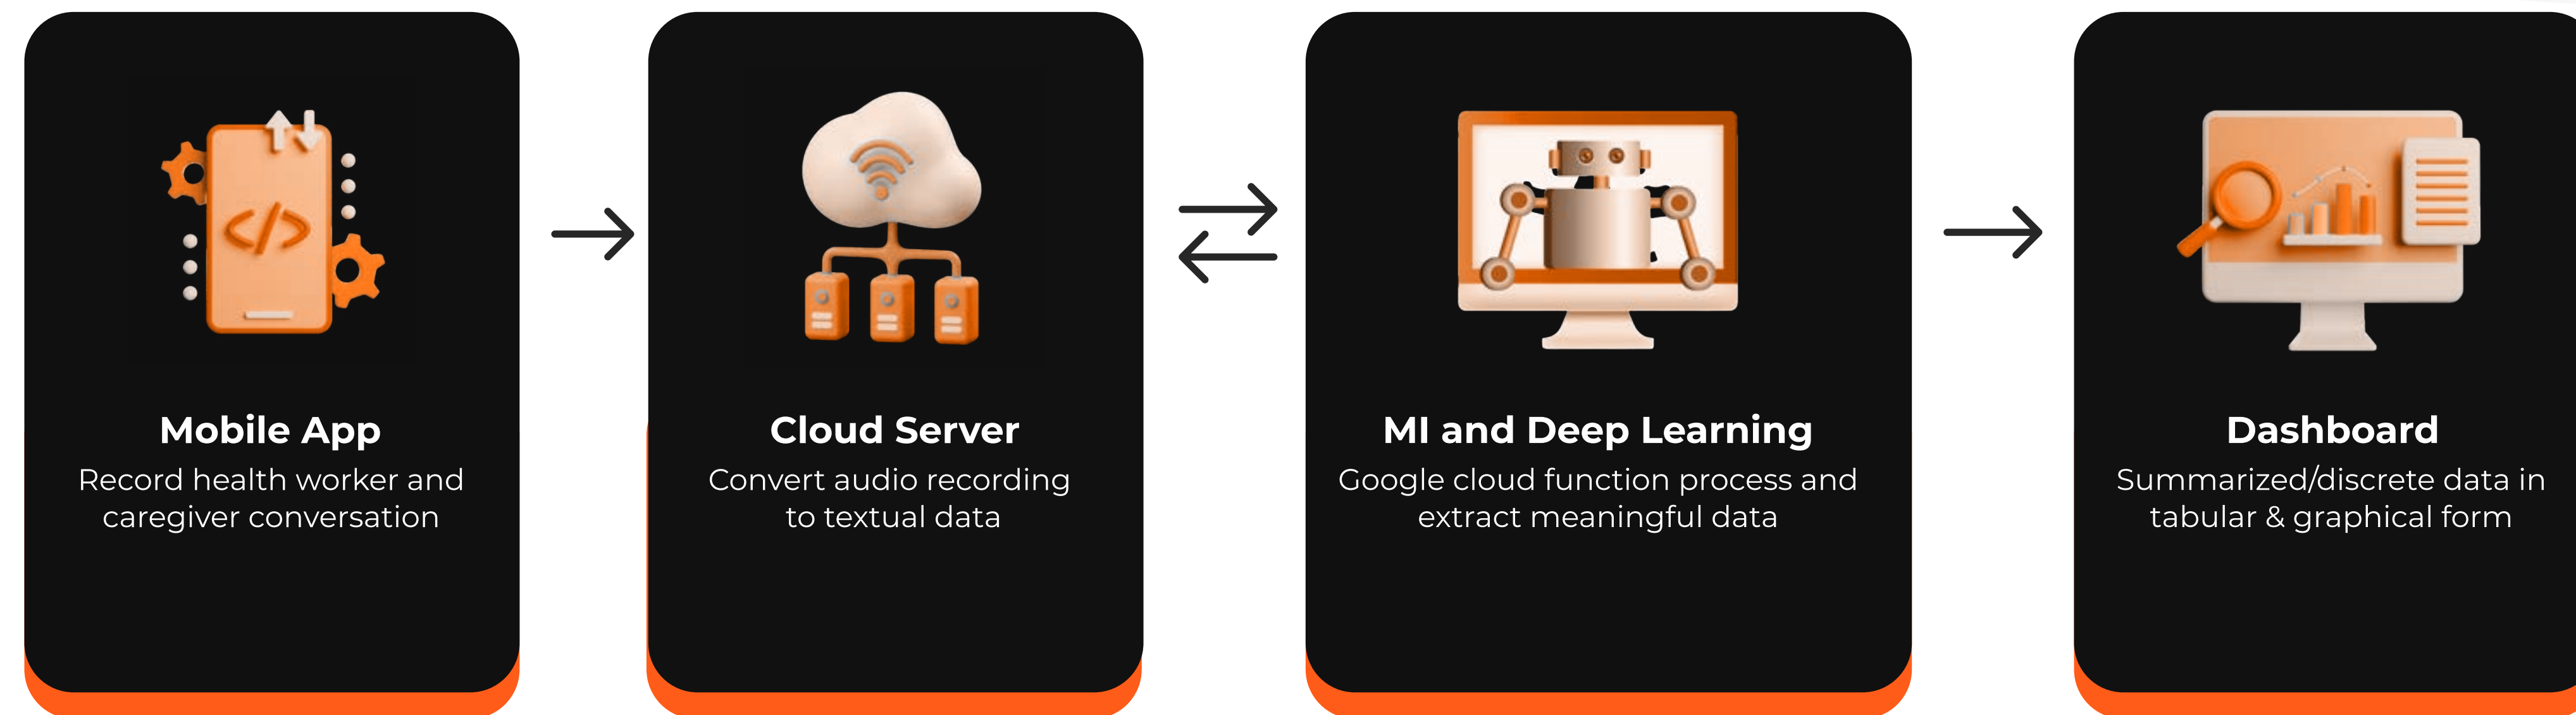 Mobile App
Record health worker and
caregiver conversation
Cloud Server
Convert audio recording
to textual data
MI and Deep Learning
Google cloud function process and
extract meaningful data
Dashboard
Summarized/discrete data in
tabular & graphical form